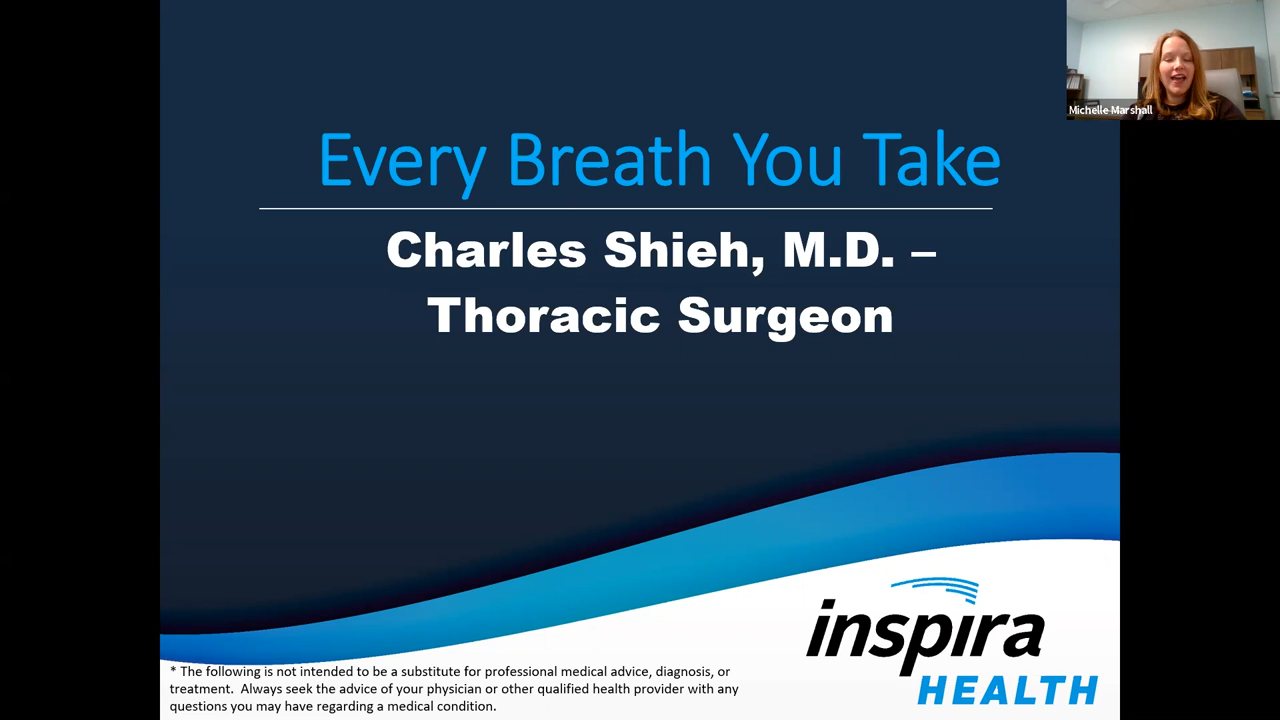 Michelle Marshall
Every Breath You Take
Charles Shieh, M.D. –
Thoracic Surgeon
inspira
HEALTH
* The following is not intended to be a substitute for professional medical advice, diagnosis, or
treatment.  Always seek the advice of your physician or other qualified health provider with any
questions you may have regarding a medical condition.